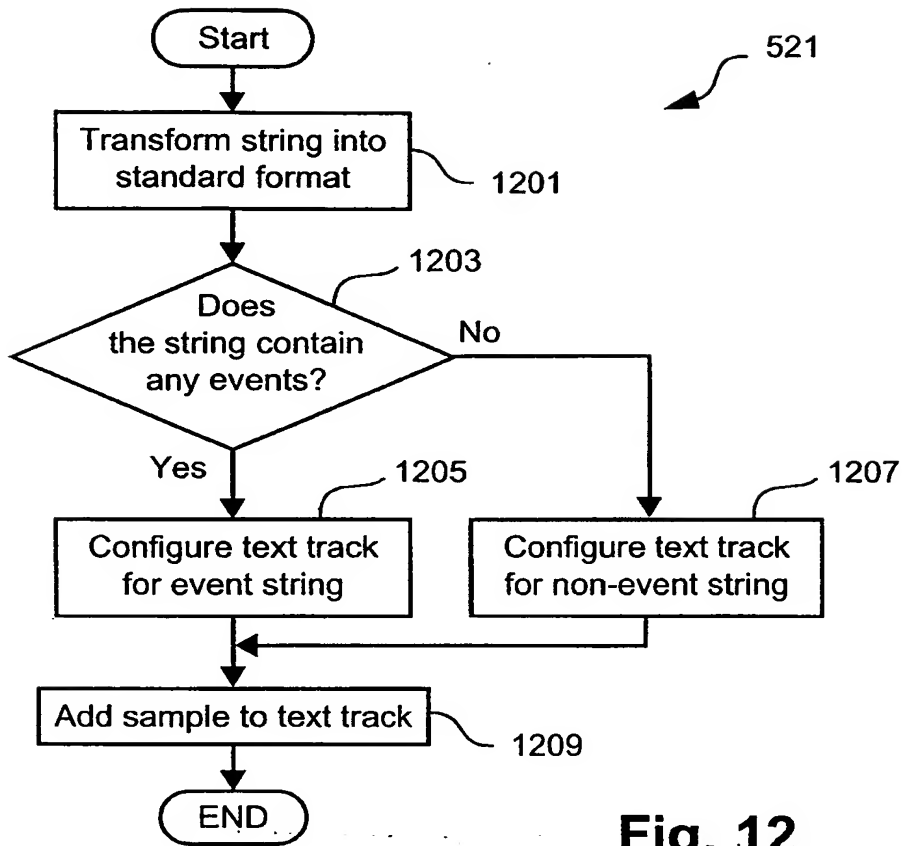 Start
521
Transform string into
standard format
1201
1203
Does
the string contain
any events?
No
Yes
1205
1207
Configure text track
for event string
Configure text track
for non-event string
Add sample to text track
1209
END
Fig. 12